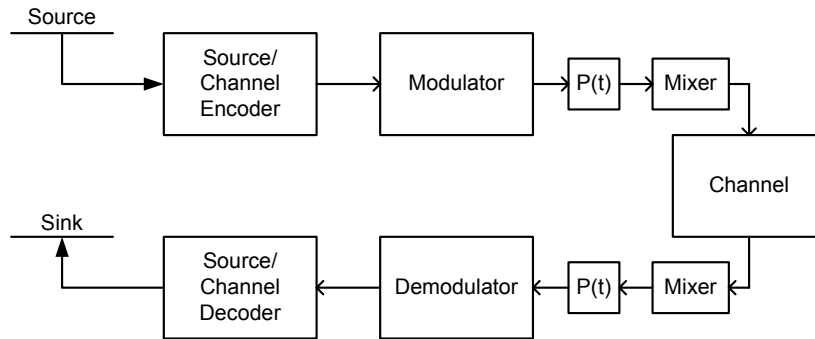 Source
Source/
Channel
Encoder
Modulator
P(t)
Mixer
Channel
Sink
Source/
Channel
Decoder
Demodulator
P(t)
Mixer